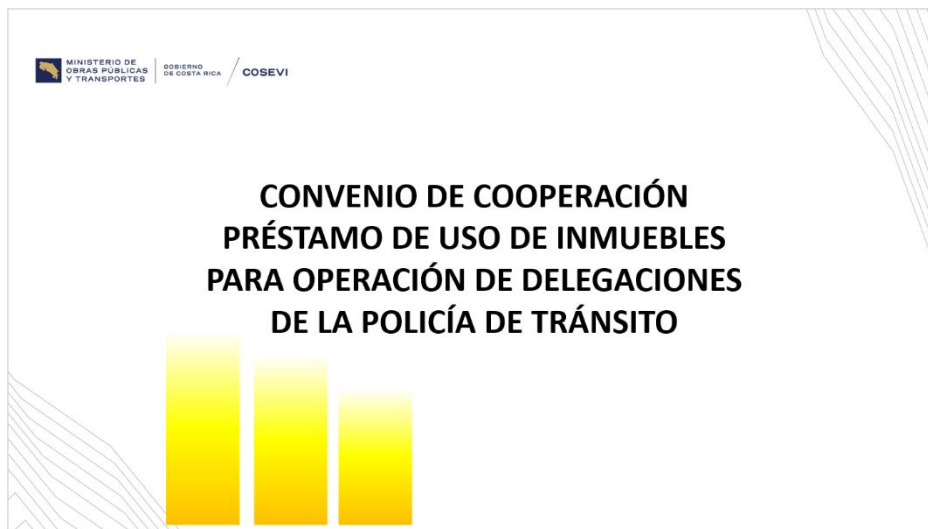 MINISTERIO DE
OBRAS PÚBLICAS
Y TRANSPORTES
GOBIERNO
DE COSTA RICA
COSEVI
CONVENIO DE COOPERACIÓN
PRÉSTAMO DE USO DE INMUEBLES
PARA OPERACIÓN DE DELEGACIONES
DE LA POLICÍA DE TRÁNSITO